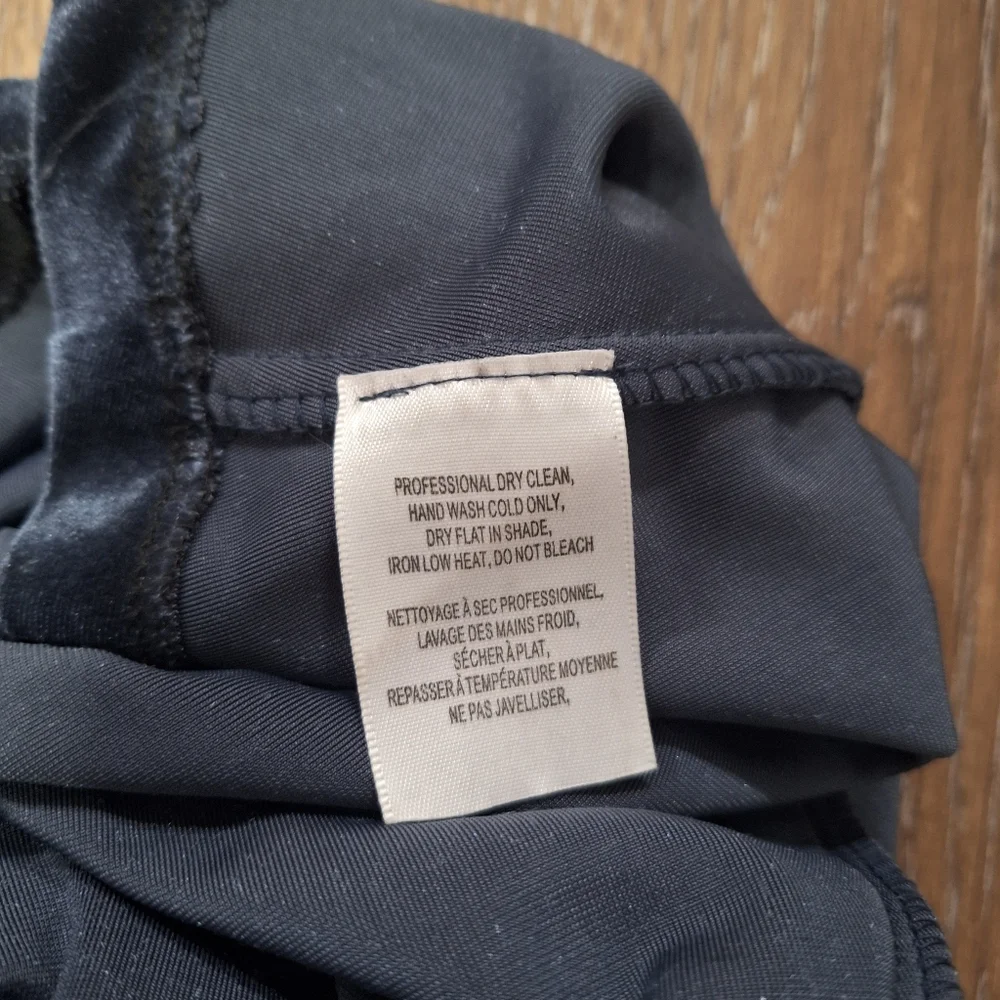 PROFESSIONAL DRY CLEAN,
HAND WASH COLD ONLY,
DRY FLAT IN SHADE,
IRON LOW HEAT, DO NOT BLEACH
NETTOYAGE À SEC PROFESSIONNEL,
LAVAGE DES MAINS FROID,
SÉCHER À PLAT,
REPASSER À TEMPÉRATURE MOYENNE
NE PAS JAVELLISER,